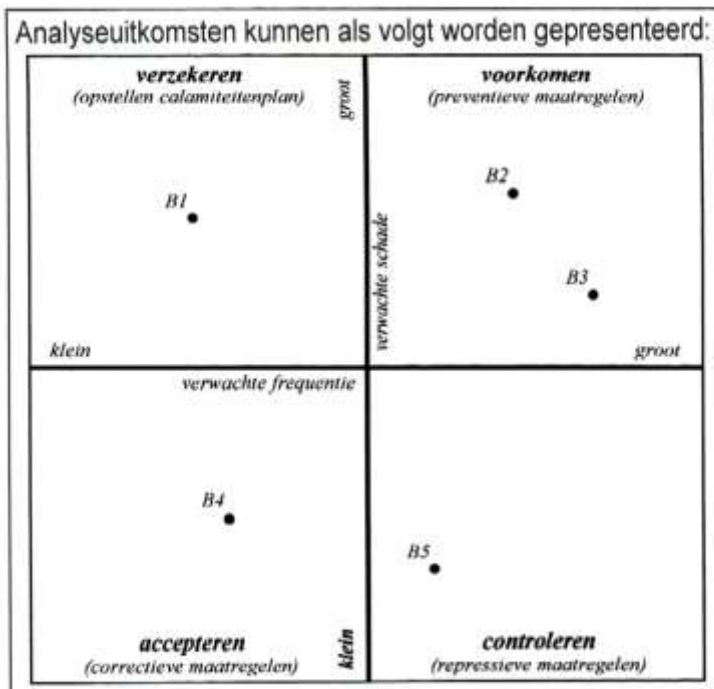 Analyseuitkomsten kunnen als volgt worden gepresenteerd:
verzekeren
(opstellen calamiteitenplan)
groot
voorkomen
(preventieve maatregelen)
B1
B2
verwachte schade
B3
klein
groot
verwachte frequentie
B4
B5
accepteren
(correctieve maatregelen)
klein
controleren
(repressieve maatregelen)